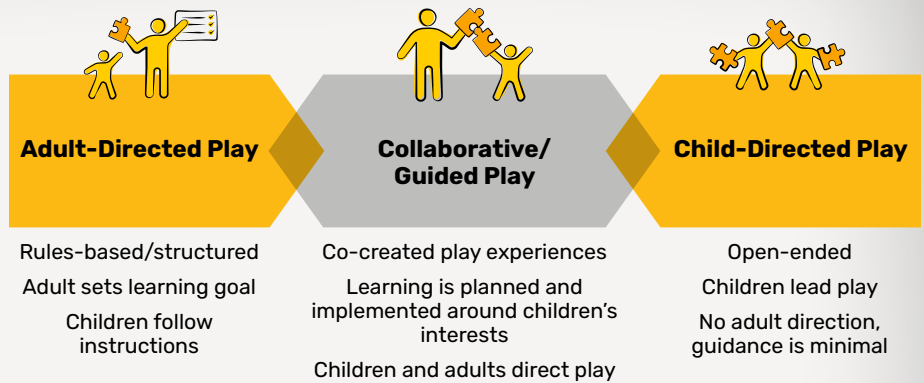 Adult-Directed Play
Collaborative/
Guided Play
Child-Directed Play
Rules-based/structured
Adult sets learning goal
Children follow
instructions
Co-created play experiences
Learning is planned and
implemented around children's
interests
Children and adults direct play
Open-ended
Children lead play
No adult direction,
guidance is minimal